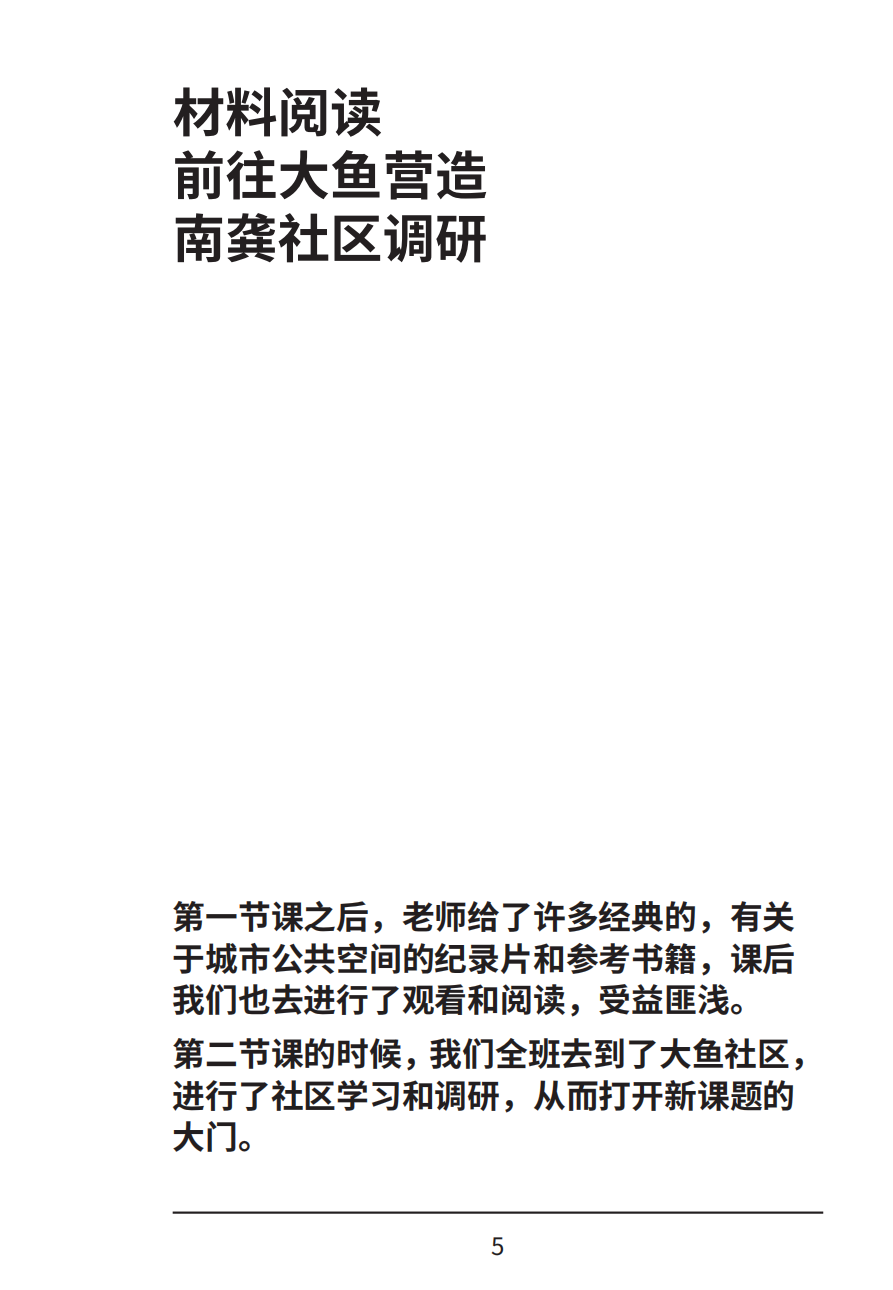 材料阅读
前往大鱼营造
南龚社区调研
第一节课之后，老师给了许多经典的，有关
于城市公共空间的纪录片和参考书籍，课后
我们也去进行了观看和阅读，受益匪浅。
第二节课的时候，我们全班去到了大鱼社区，
进行了社区学习和调研，从而打开新课题的
大门。
5